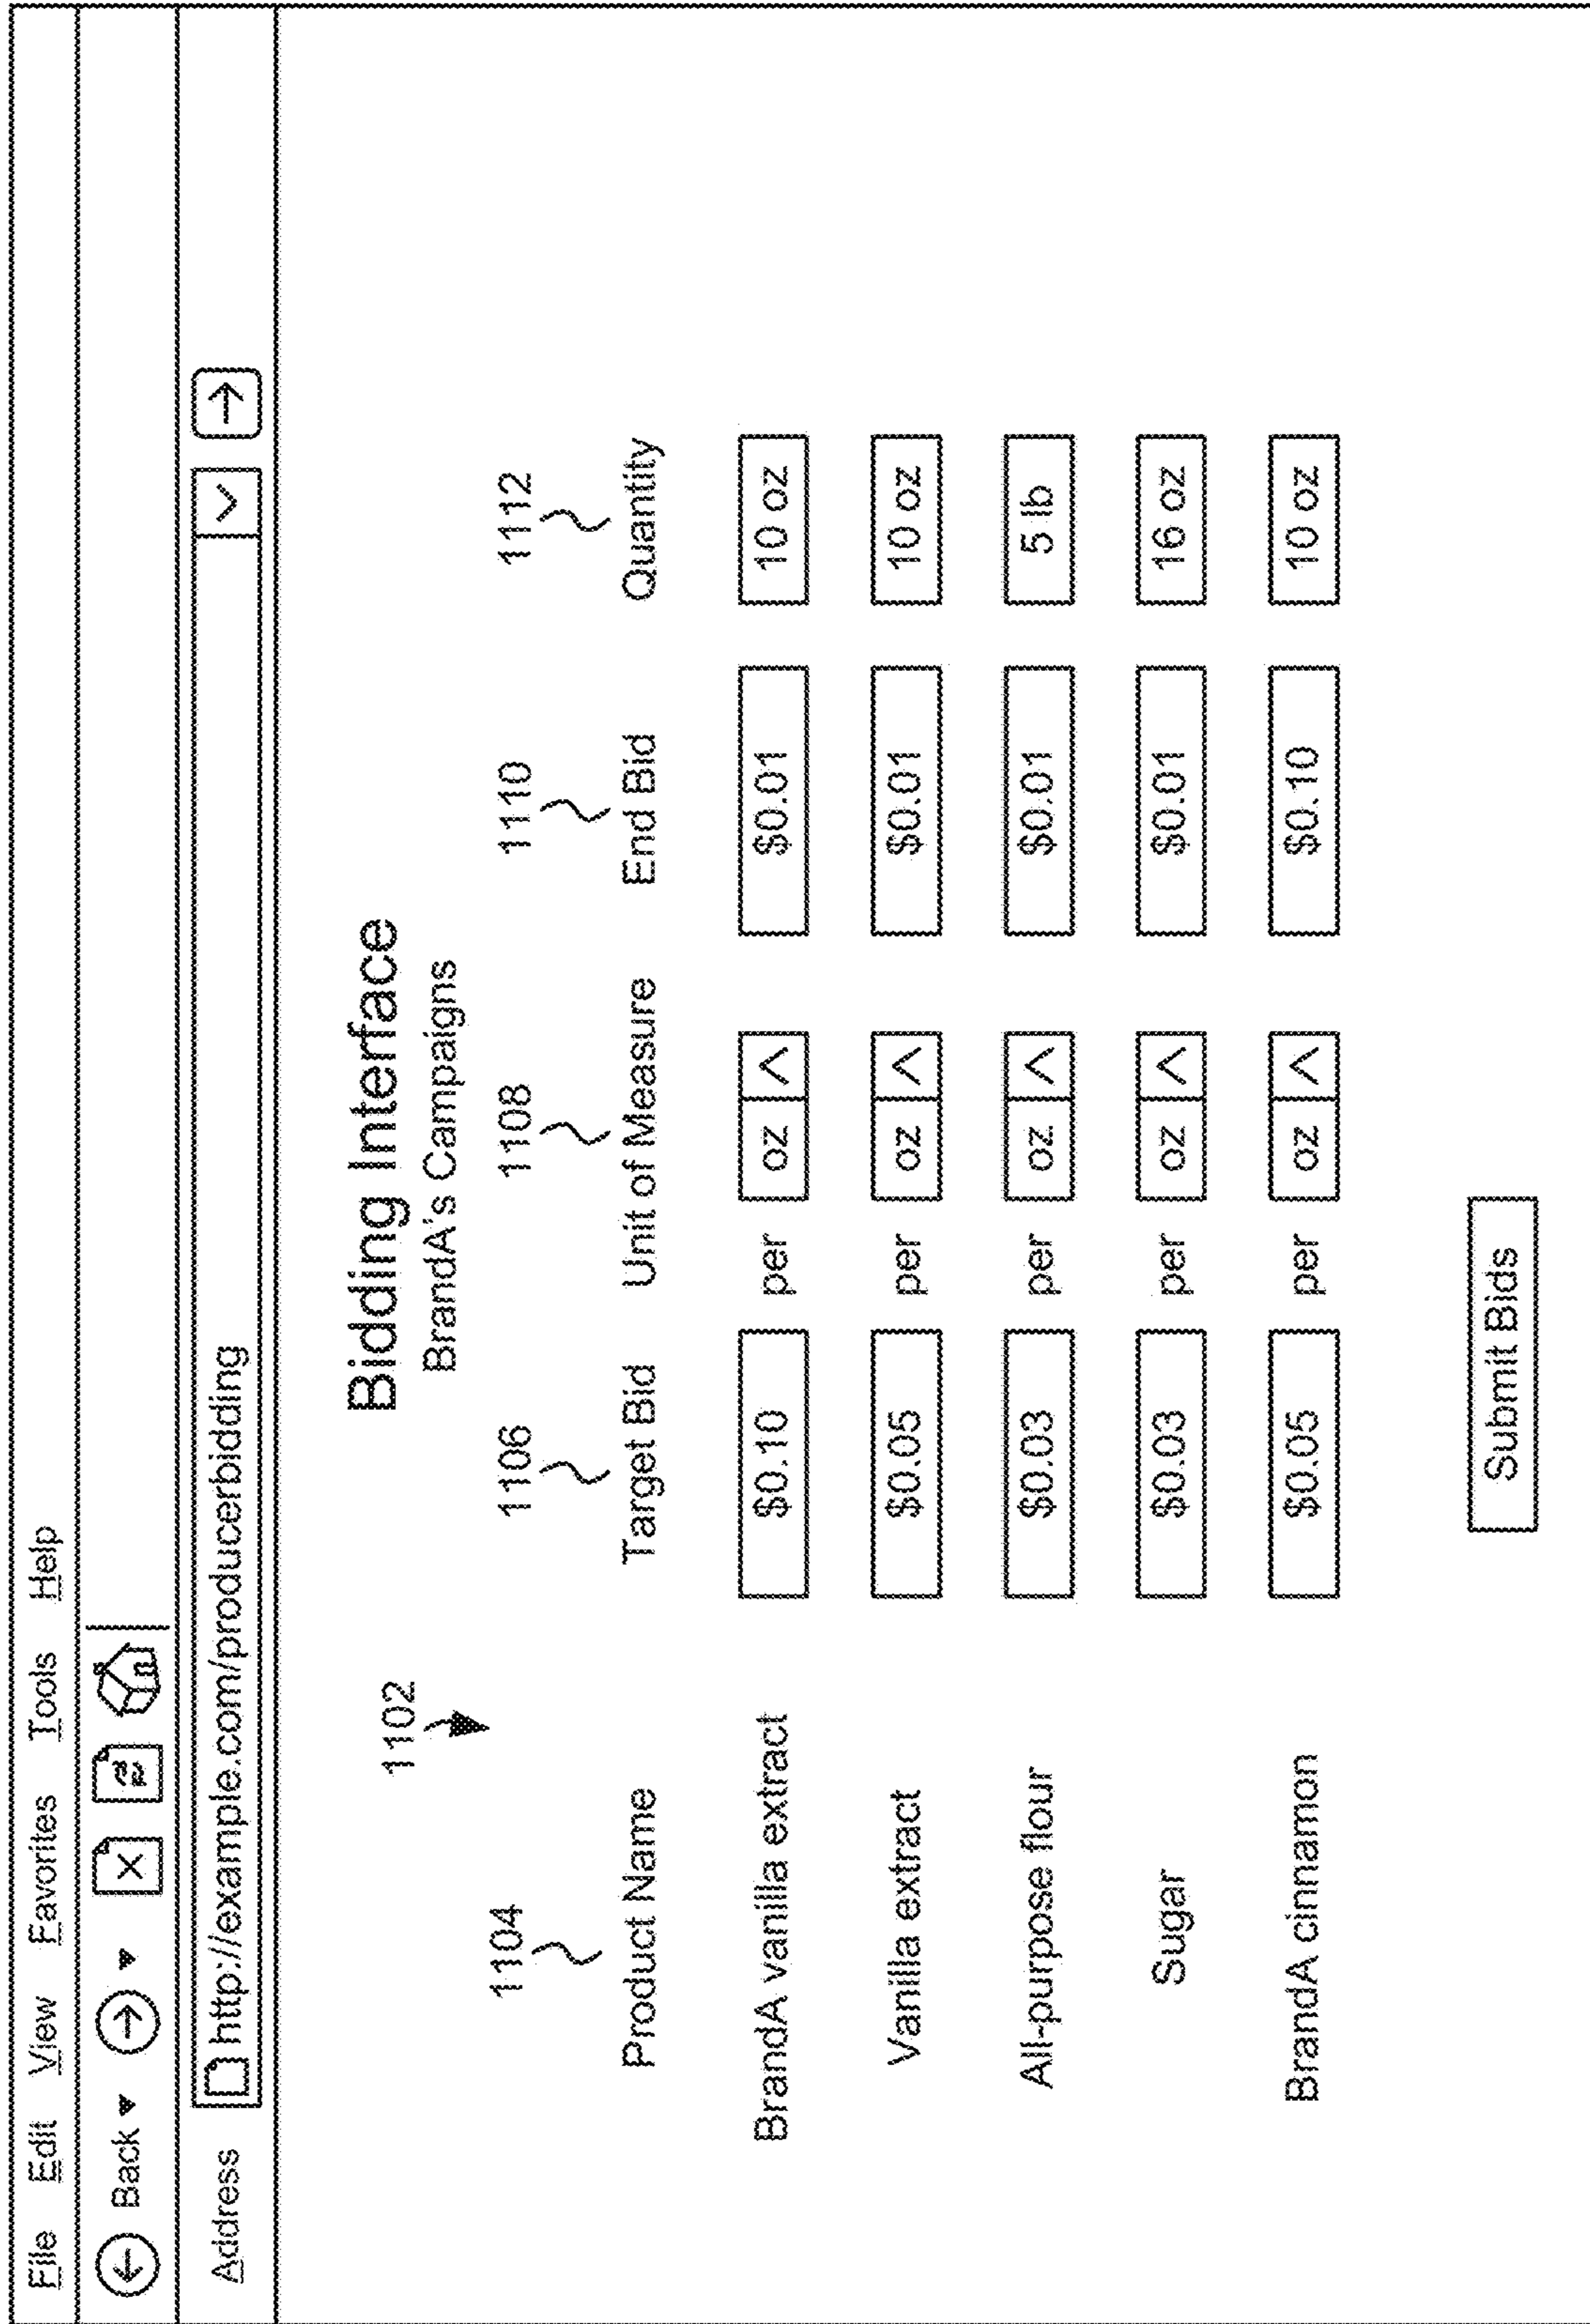 File Edit View Favorites Tools Help
Back
Address http://example.com/producerbidding
Bidding Interface
BrandA's Campaigns
1102
1104 1106 1108 1110 1112
Product Name Target Bid Unit of Measure End Bid Quantity
BrandA vanilla extract $0.10 per oz $0.01 10 oz
Vanilla extract $0.05 per oz $0.01 10 oz
All-purpose flour $0.03 per oz $0.01 5 lb
Sugar $0.03 per oz $0.01 16 oz
BrandA cinnamon $0.05 per oz $0.10 10 oz
Submit Bids